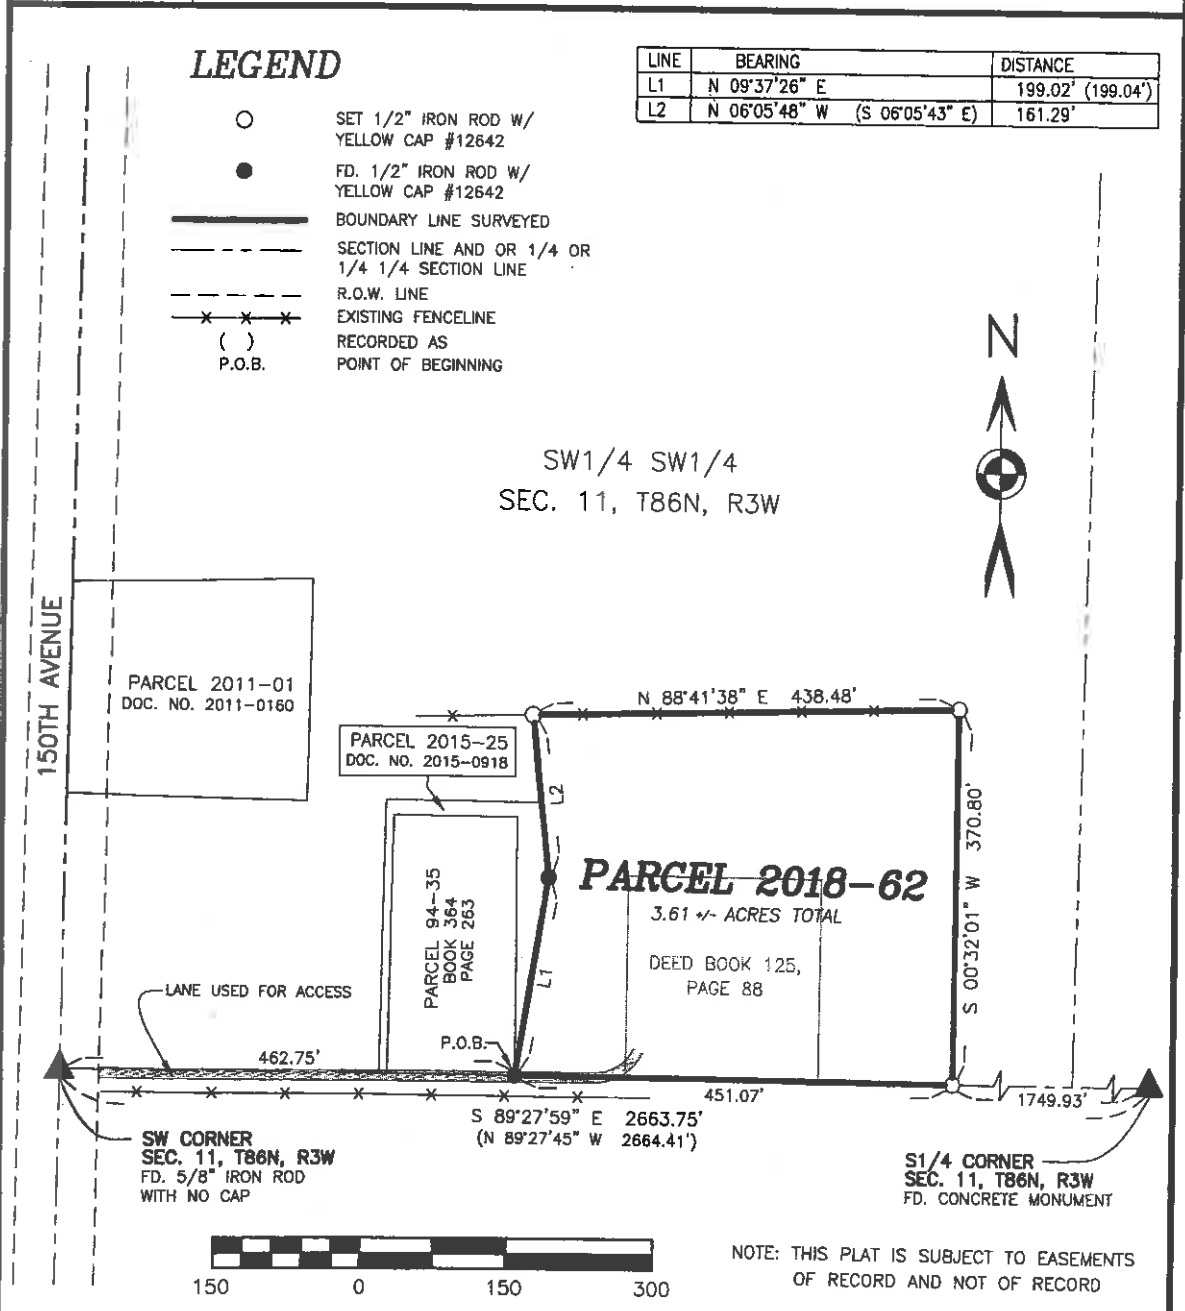 LEGEND
SET 1/2" IRON ROD W/
YELLOW CAP #12642
FD. 1/2" IRON ROD W/
YELLOW CAP #12642
BOUNDARY LINE SURVEYED
SECTION LINE AND OR 1/4 OR
1/4 1/4 SECTION LINE
R.O.W. LINE
EXISTING FENCELINE
( ) RECORDED AS
P.O.B. POINT OF BEGINNING
LINE BEARING DISTANCE
L1 N 09°37'26" E 199.02' (199.04')
L2 N 06°05'48" W (S 06°05'43" E) 161.29'
N
SW1/4 SW1/4
SEC. 11, T86N, R3W
150TH AVENUE
PARCEL 2011-01
DOC. NO. 2011-0160
N 88°41'38" E 438.48'
PARCEL 2015-25
DOC. NO. 2015-0918
L2
S 00°32'01" W 370.80'
PARCEL 2018-62
3.61 +/- ACRES TOTAL
PARCEL 94-35
BOOK 364
PAGE 263
L1
DEED BOOK 125,
PAGE 88
LANE USED FOR ACCESS
P.O.B.
462.75'
451.07'
1749.93'
S 89°27'59" E 2663.75'
(N 89°27'45" W 2664.41')
SW CORNER
SEC. 11, T86N, R3W
FD. 5/8" IRON ROD
WITH NO CAP
S1/4 CORNER
SEC. 11, T86N, R3W
FD. CONCRETE MONUMENT
150 0 150 300
NOTE: THIS PLAT IS SUBJECT TO EASEMENTS
OF RECORD AND NOT OF RECORD